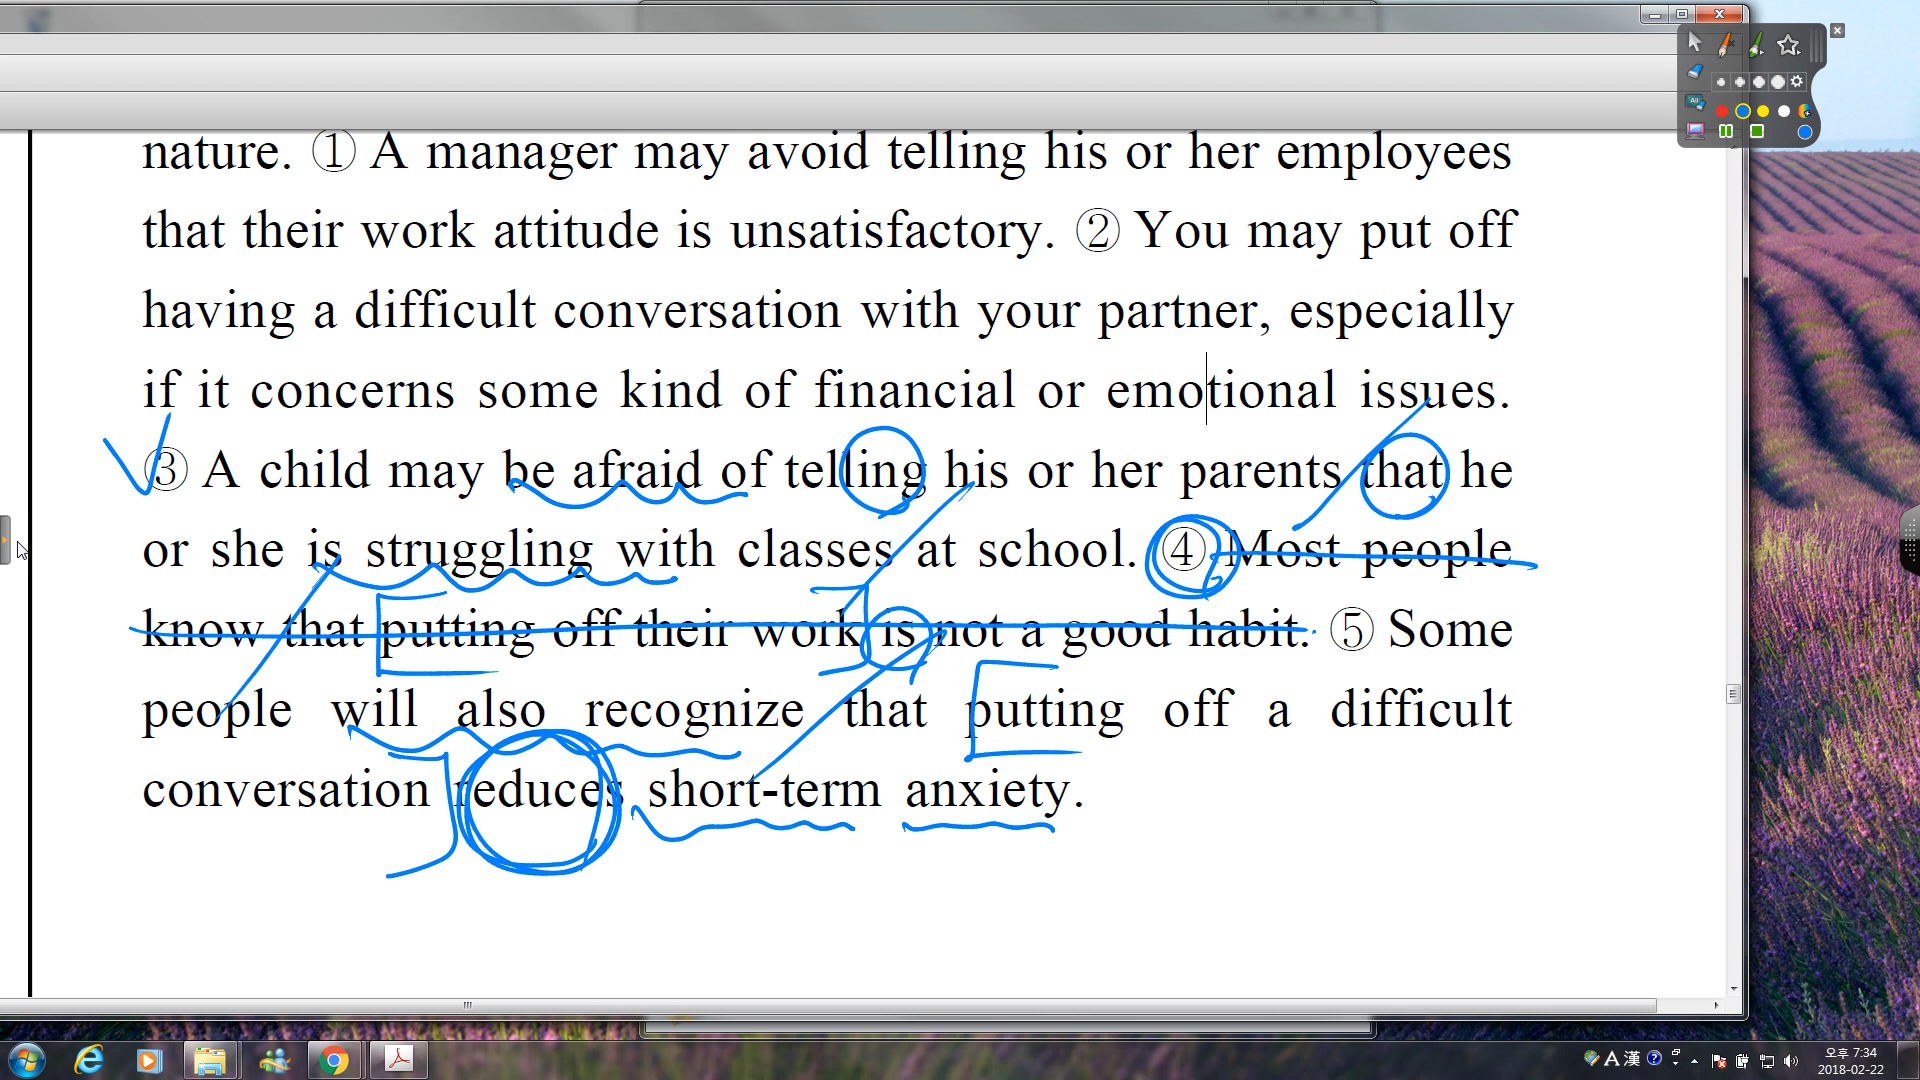 nature. ① A manager may avoid telling his or her employees
that their work attitude is unsatisfactory. ② You may put off
having a difficult conversation with your partner, especially
if it concerns some kind of financial or emotional issues.
③ A child may be afraid of telling his or her parents that he
or she is struggling with classes at school. ④ Most people
know that putting off their work is not a good habit. ⑤ Some
people will also recognize that putting off a difficult
conversation reduces short-term anxiety.
A 漢
오후 7:34
2018-02-22